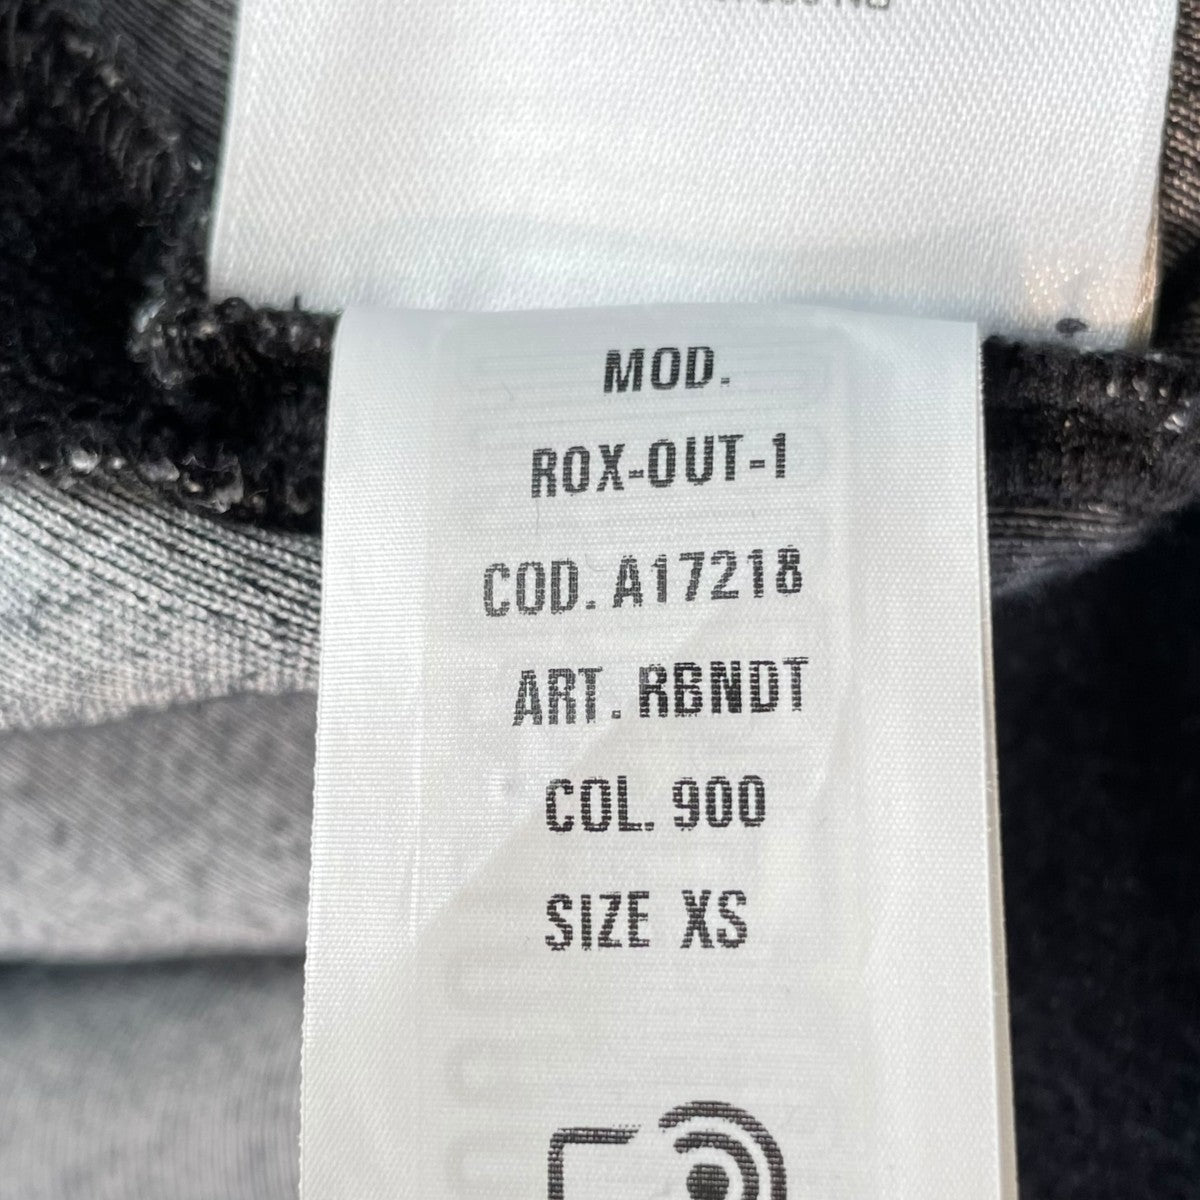 MOD.
ROX-OUT-1
COD. A17218
ART. RBNDT
COL. 900
SIZE XS